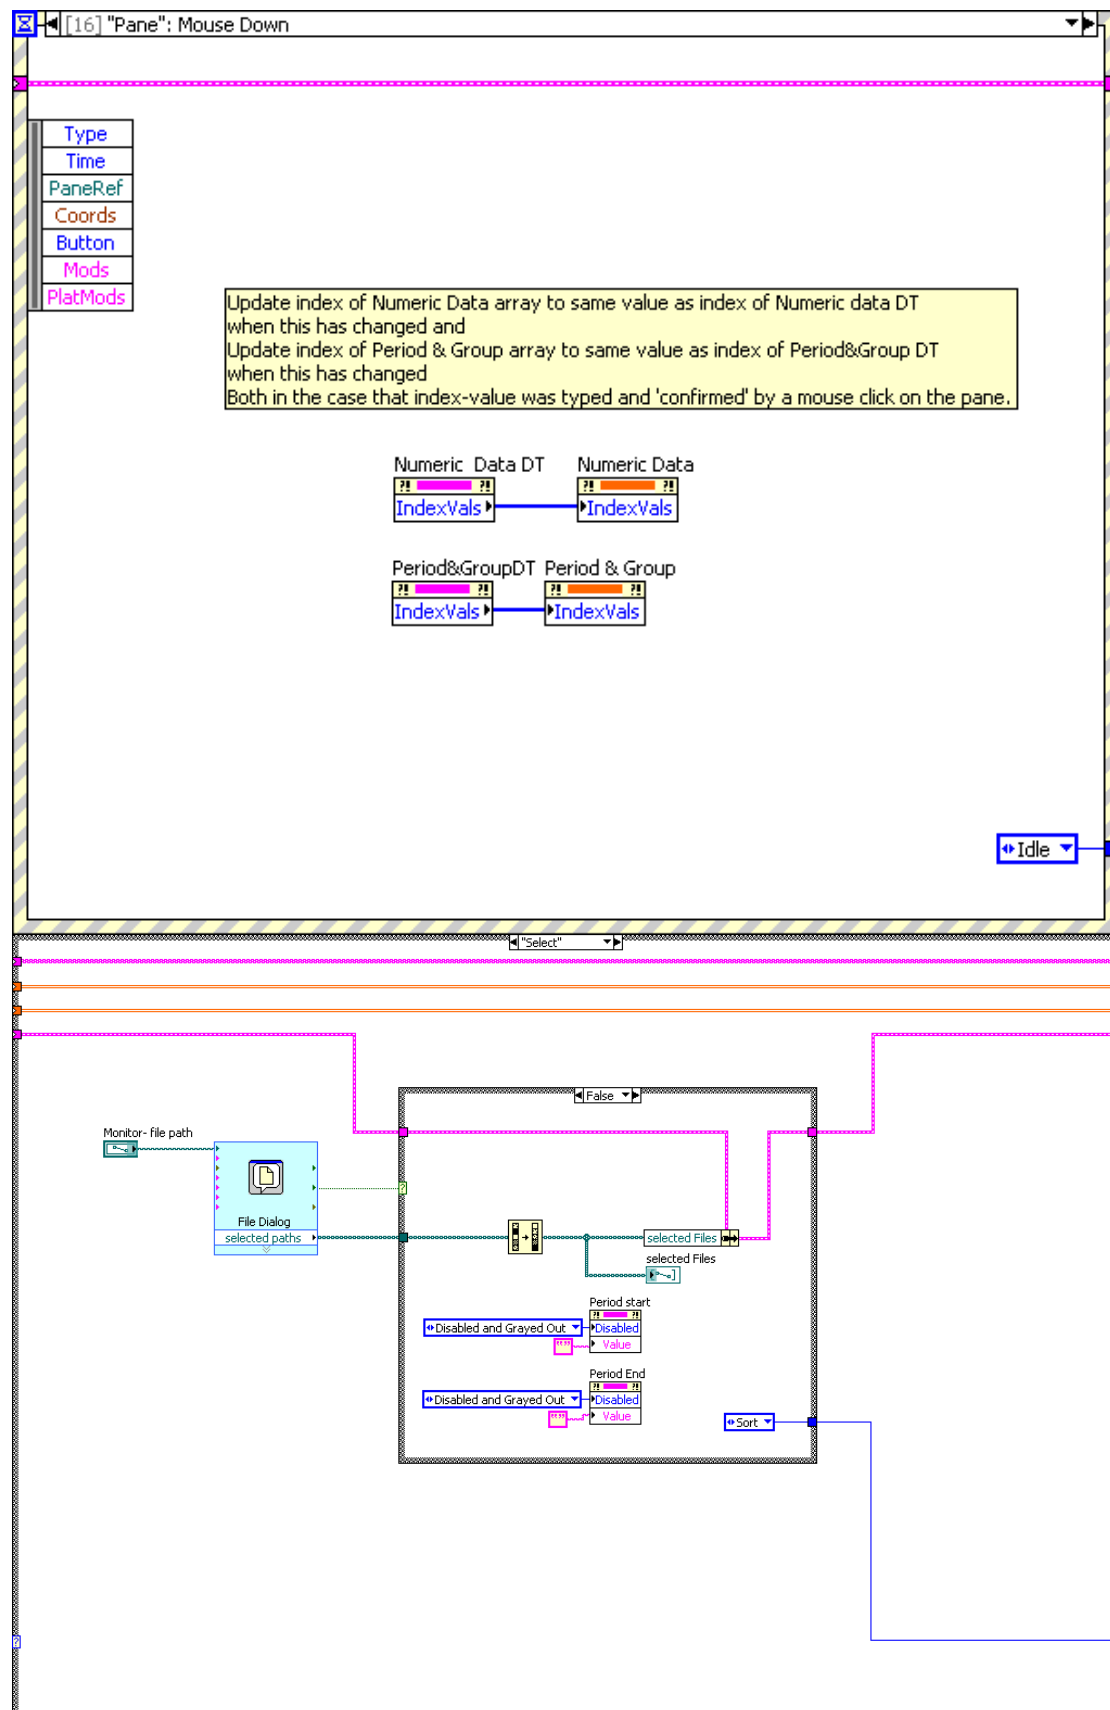 [16] "Pane": Mouse Down
Type
Time
PaneRef
Coords
Button
Mods
PlatMods
Update index of Numeric Data array to same value as index of Numeric data DT
when this has changed and
Update index of Period & Group array to same value as index of Period&Group DT
when this has changed
Both in the case that index-value was typed and 'confirmed' by a mouse click on the pane.
Numeric Data DT
Numeric Data
?! ?!
?! ?!
IndexVals
IndexVals
Period&GroupDT
Period & Group
?! ?!
?! ?!
IndexVals
IndexVals
Idle
"Select"
False
Monitor- file path
File Dialog
selected paths
?
selected Files
selected Files
Period start
?! ?!
Disabled and Grayed Out
Disabled
""
Value
Period End
?! ?!
Disabled and Grayed Out
Disabled
""
Value
Sort
?